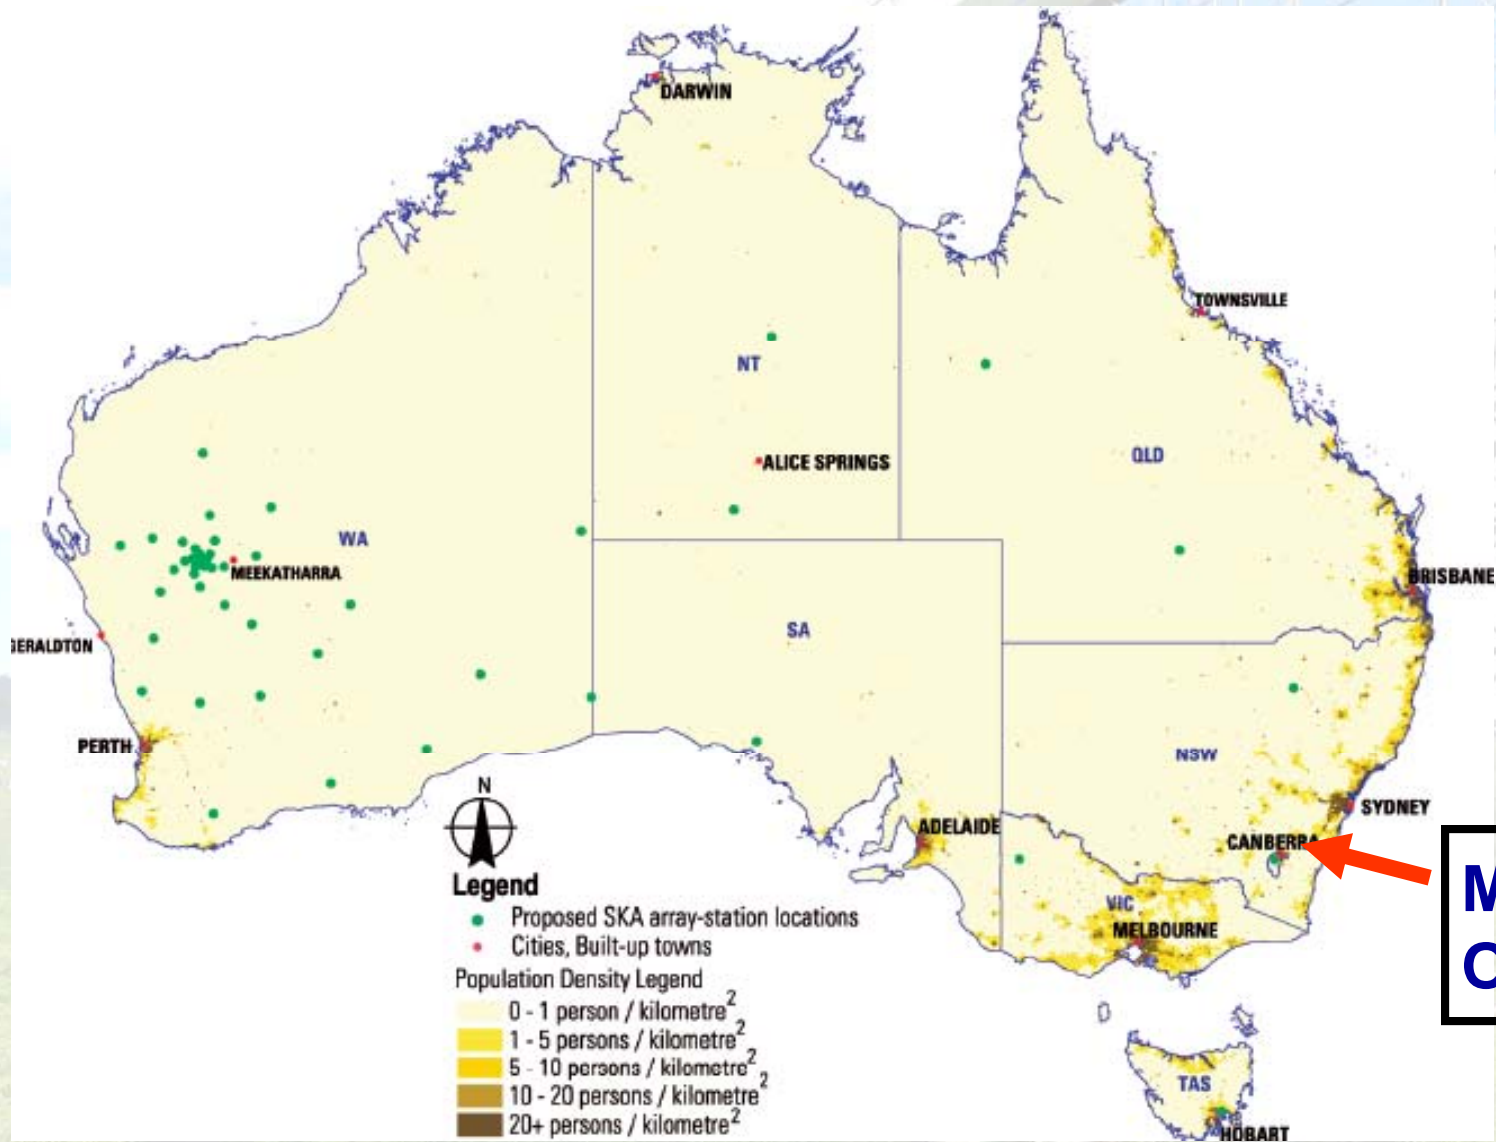 DARWIN
TOWNSVILLE
NT
ALICE SPRINGS
QLD
WA
MEEKATHARRA
BRISBANE
SA
GERALDTON
PERTH
NSW
N
SYDNEY
ADELAIDE
CANBERRA
Legend
Proposed SKA array-station locations
Cities, Built-up towns
VIC
MELBOURNE
Population Density Legend
0 - 1 person / kilometre2
1 - 5 persons / kilometre2
5 - 10 persons / kilometre2
10 - 20 persons / kilometre2
20+ persons / kilometre2
TAS
HOBART